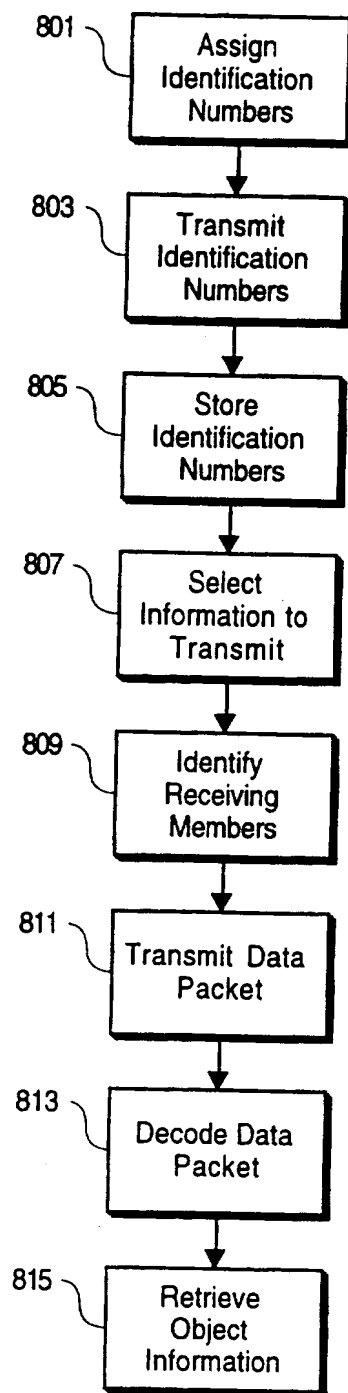 801
Assign
Identification
Numbers
803
Transmit
Identification
Numbers
805
Store
Identification
Numbers
807
Select
Information to
Transmit
809
Identify
Receiving
Members
811
Transmit Data
Packet
813
Decode Data
Packet
815
Retrieve
Object
Information